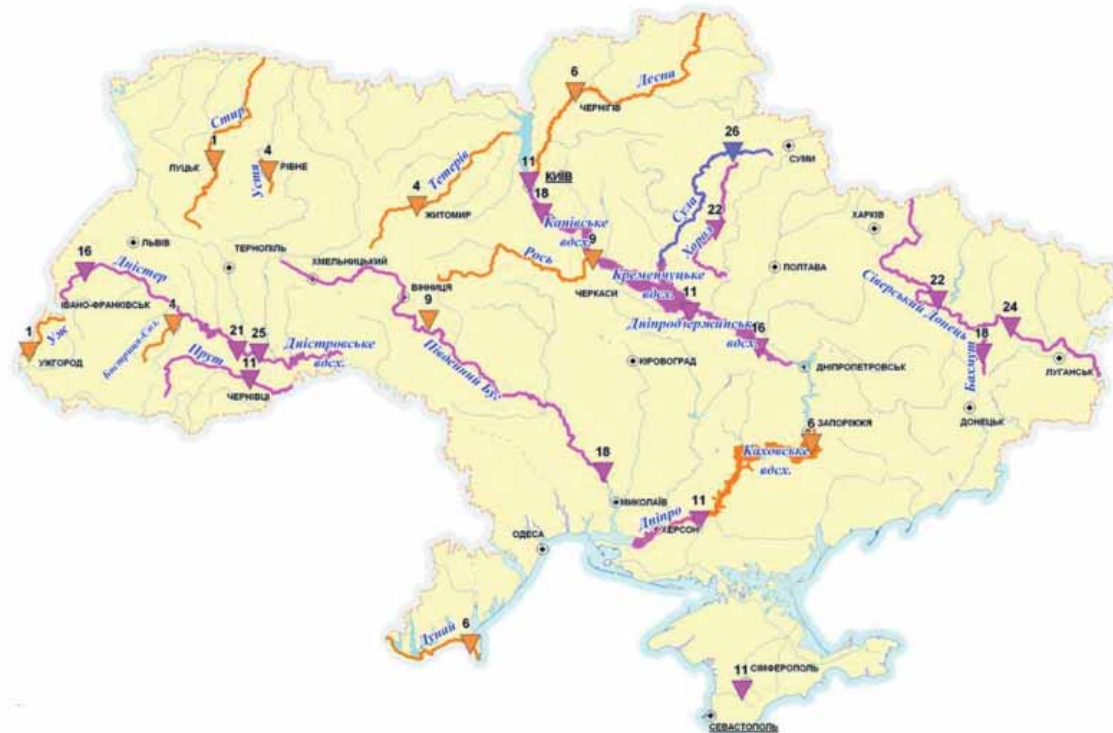 6
Десна
ЧЕРНІГІВ
26
СУМИ
Стир
1
ЛУЦЬК
4
РІВНЕ
Устя
Тетерів
4
ЖИТОМИР
11
КИЇВ
18
Канівське
вдсх.
Сула
22
Хорол
ХАРКІВ
ЛЬВІВ
ТЕРНОПІЛЬ
ХМЕЛЬНИЦЬКИЙ
16
Дністер
ІВАНО-ФРАНКІВСЬК
ВІННИЦЯ
9
Рось
9
ЧЕРКАСИ
Кременчуцьке
вдсх.
ПОЛТАВА
11
22
Сіверський Донець
24
18
Бахмут
ЛУГАНСЬК
ДОНЕЦЬК
1
Уж
УЖГОРОД
4
Бистриця-Сол.
21
25
Прут
11
ЧЕРНІВЦІ
Дністровське
вдсх.
Південний Буг
Дніпродзержинськ
вдсх.
16
КІРОВОГРАД
ДНІПРОПЕТРОВСЬК
ЗАПОРІЖЖЯ
6
Каховське
вдсх.
18
МИКОЛАЇВ
Дніпро
11
ХЕРСОН
ОДЕСА
Дунай
6
11
СІМФЕРОПОЛЬ
СЕВАСТОПОЛЬ